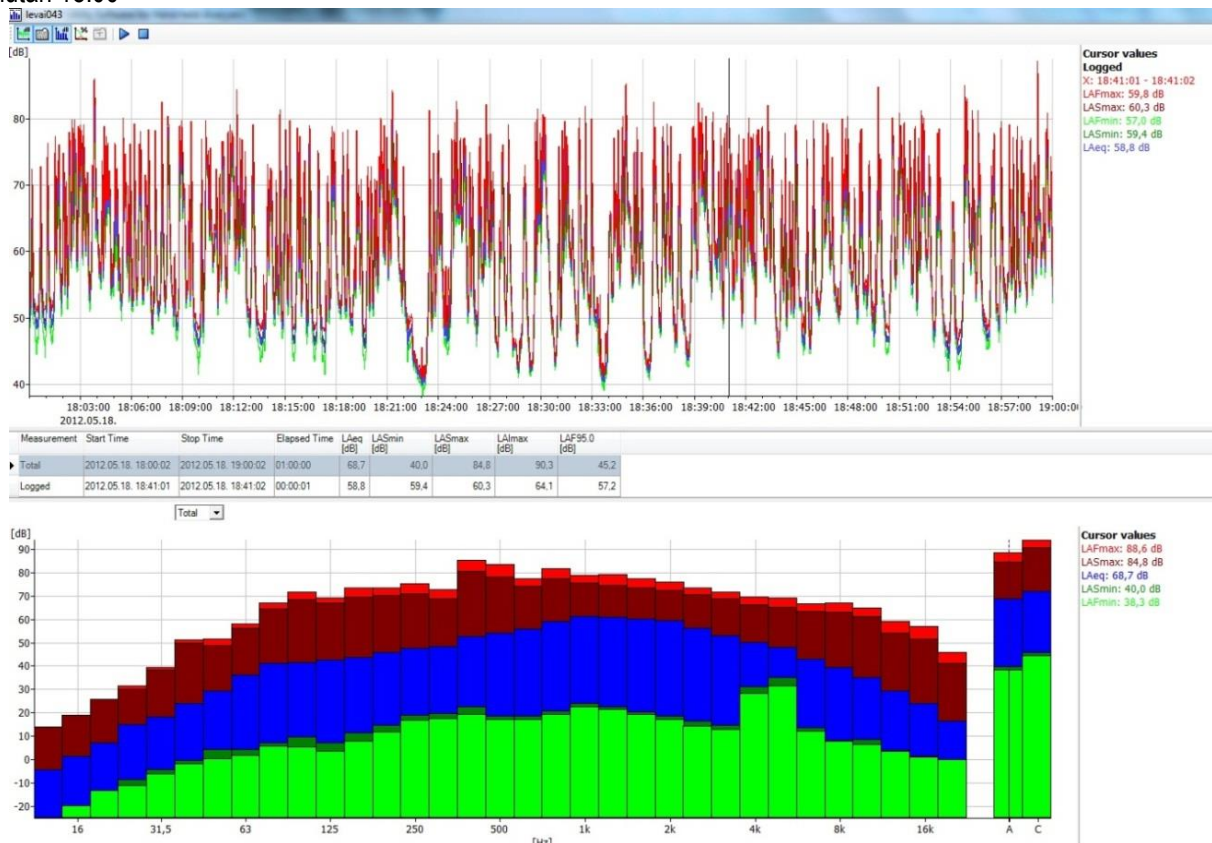 levai043
[dB]
80
70
60
50
40
18:03:00 18:06:00 18:09:00 18:12:00 18:15:00 18:18:00 18:21:00 18:24:00 18:27:00 18:30:00 18:33:00 18:36:00 18:39:00 18:42:00 18:45:00 18:48:00 18:51:00 18:54:00 18:57:00 19:00:0
2012.05.18.
Cursor values
Logged
X: 18:41:01 - 18:41:02
LAFmax: 59,8 dB
LASmax: 60,3 dB
LAFmin: 57,0 dB
LASmin: 59,4 dB
LAeq: 58,8 dB
Measurement Start Time Stop Time Elapsed Time LAeq [dB] LASmin [dB] LASmax [dB] LAImax [dB] LAF95.0 [dB]
Total 2012.05.18. 18:00:02 2012.05.18. 19:00:02 01:00:00 68,7 40,0 84,8 90,3 45,2
Logged 2012.05.18. 18:41:01 2012.05.18. 18:41:02 00:00:01 58,8 59,4 60,3 64,1 57,2
Total
[dB]
90
80
70
60
50
40
30
20
10
0
-10
-20
16 31,5 63 125 250 500 1k 2k 4k 8k 16k A C
[Hz]
Cursor values
LAFmax: 88,6 dB
LASmax: 84,8 dB
LAeq: 68,7 dB
LASmin: 40,0 dB
LAFmin: 38,3 dB